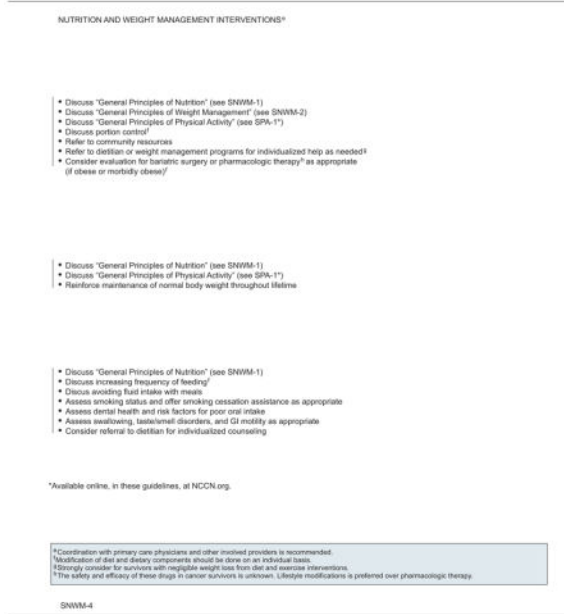 NUTRITION AND WEIGHT MANAGEMENT INTERVENTIONSᵉ
• Discuss "General Principles of Nutrition" (see SNWM-1)
• Discuss "General Principles of Weight Management" (see SNWM-2)
• Discuss "General Principles of Physical Activity" (see SPA-1*)
• Discuss portion controlᶠ
• Refer to community resources
• Refer to dietitian or weight management programs for individualized help as neededᵍ
• Consider evaluation for bariatric surgery or pharmacologic therapyʰ as appropriate
(if obese or morbidly obese)ᶠ
• Discuss "General Principles of Nutrition" (see SNWM-1)
• Discuss "General Principles of Physical Activity" (see SPA-1*)
• Reinforce maintenance of normal body weight throughout lifetime
• Discuss "General Principles of Nutrition" (see SNWM-1)
• Discuss increasing frequency of feedingᶠ
• Discus avoiding fluid intake with meals
• Assess smoking status and offer smoking cessation assistance as appropriate
• Assess dental health and risk factors for poor oral intake
• Assess swallowing, taste/smell disorders, and GI motility as appropriate
• Consider referral to dietitian for individualized counseling
*Available online, in these guidelines, at NCCN.org.
ᵉCoordination with primary care physicians and other involved providers is recommended.
ᶠModification of diet and dietary components should be done on an individual basis.
ᵍStrongly consider for survivors with negligible weight loss from diet and exercise interventions.
ʰThe safety and efficacy of these drugs in cancer survivors is unknown. Lifestyle modifications is preferred over pharmacologic therapy.
SNWM-4